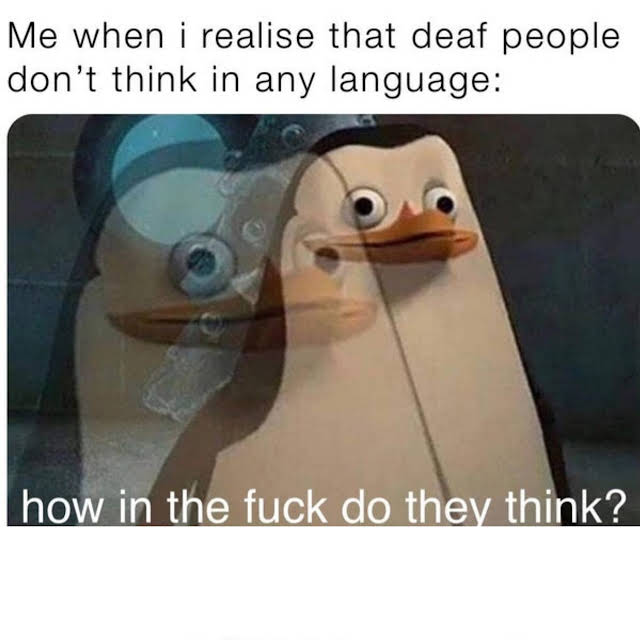 Me when i realise that deaf people
don't think in any language:
how in the fuck do they think?